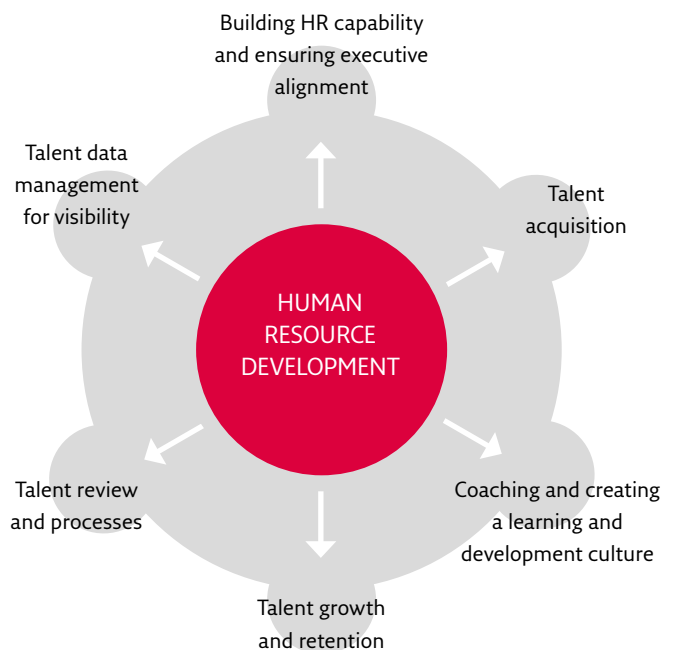 Building HR capability
and ensuring executive
alignment
Talent data
management
for visibility
Talent
acquisition
HUMAN
RESOURCE
DEVELOPMENT
Talent review
and processes
Coaching and creating
a learning and
development culture
Talent growth
and retention